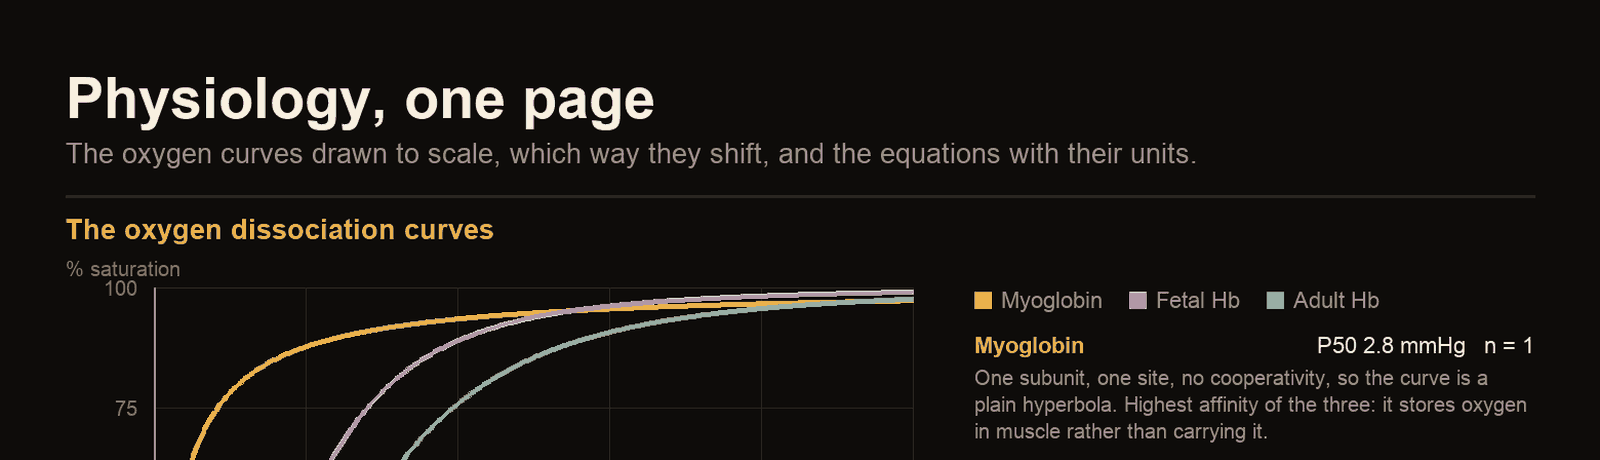 Physiology, one page
The oxygen curves drawn to scale, which way they shift, and the equations with their units.
The oxygen dissociation curves
% saturation
100
75
Myoglobin
Fetal Hb
Adult Hb
Myoglobin P50 2.8 mmHg n = 1
One subunit, one site, no cooperativity, so the curve is a
plain hyperbola. Highest affinity of the three: it stores oxygen
in muscle rather than carrying it.